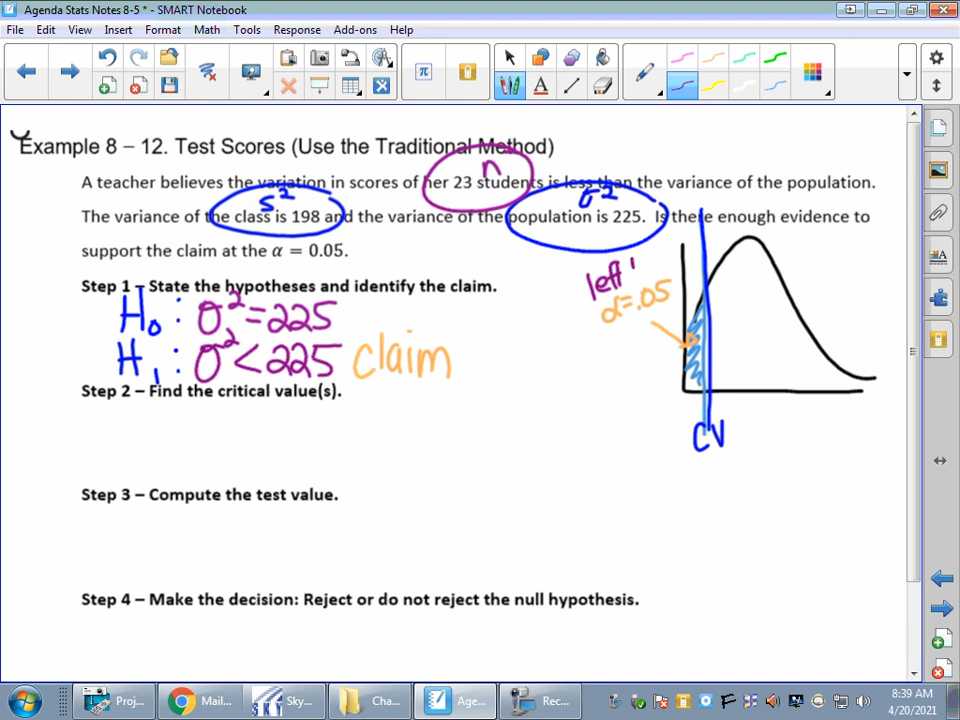 Agenda Stats Notes 8-5 * - SMART Notebook
File Edit View Insert Format Math Tools Restore Add-ons Help
Example 8 – 12. Test Scores (Use the Traditional Method)
n
A teacher believes the variation in scores of her 23 students is less than the variance of the population.
s² σ²
The variance of the class is 198 and the variance of the population is 225. Is there enough evidence to
support the claim at the α = 0.05.
left
α=.05
Step 1 – State the hypotheses and identify the claim.
H₀ : σ² = 225
H₁ : σ² < 225 claim
Step 2 – Find the critical value(s).
CV
Step 3 – Compute the test value.
Step 4 – Make the decision: Reject or do not reject the null hypothesis.
Proj... Mail... Sky... Cha... Age... Rec...
8:39 AM
4/20/2021